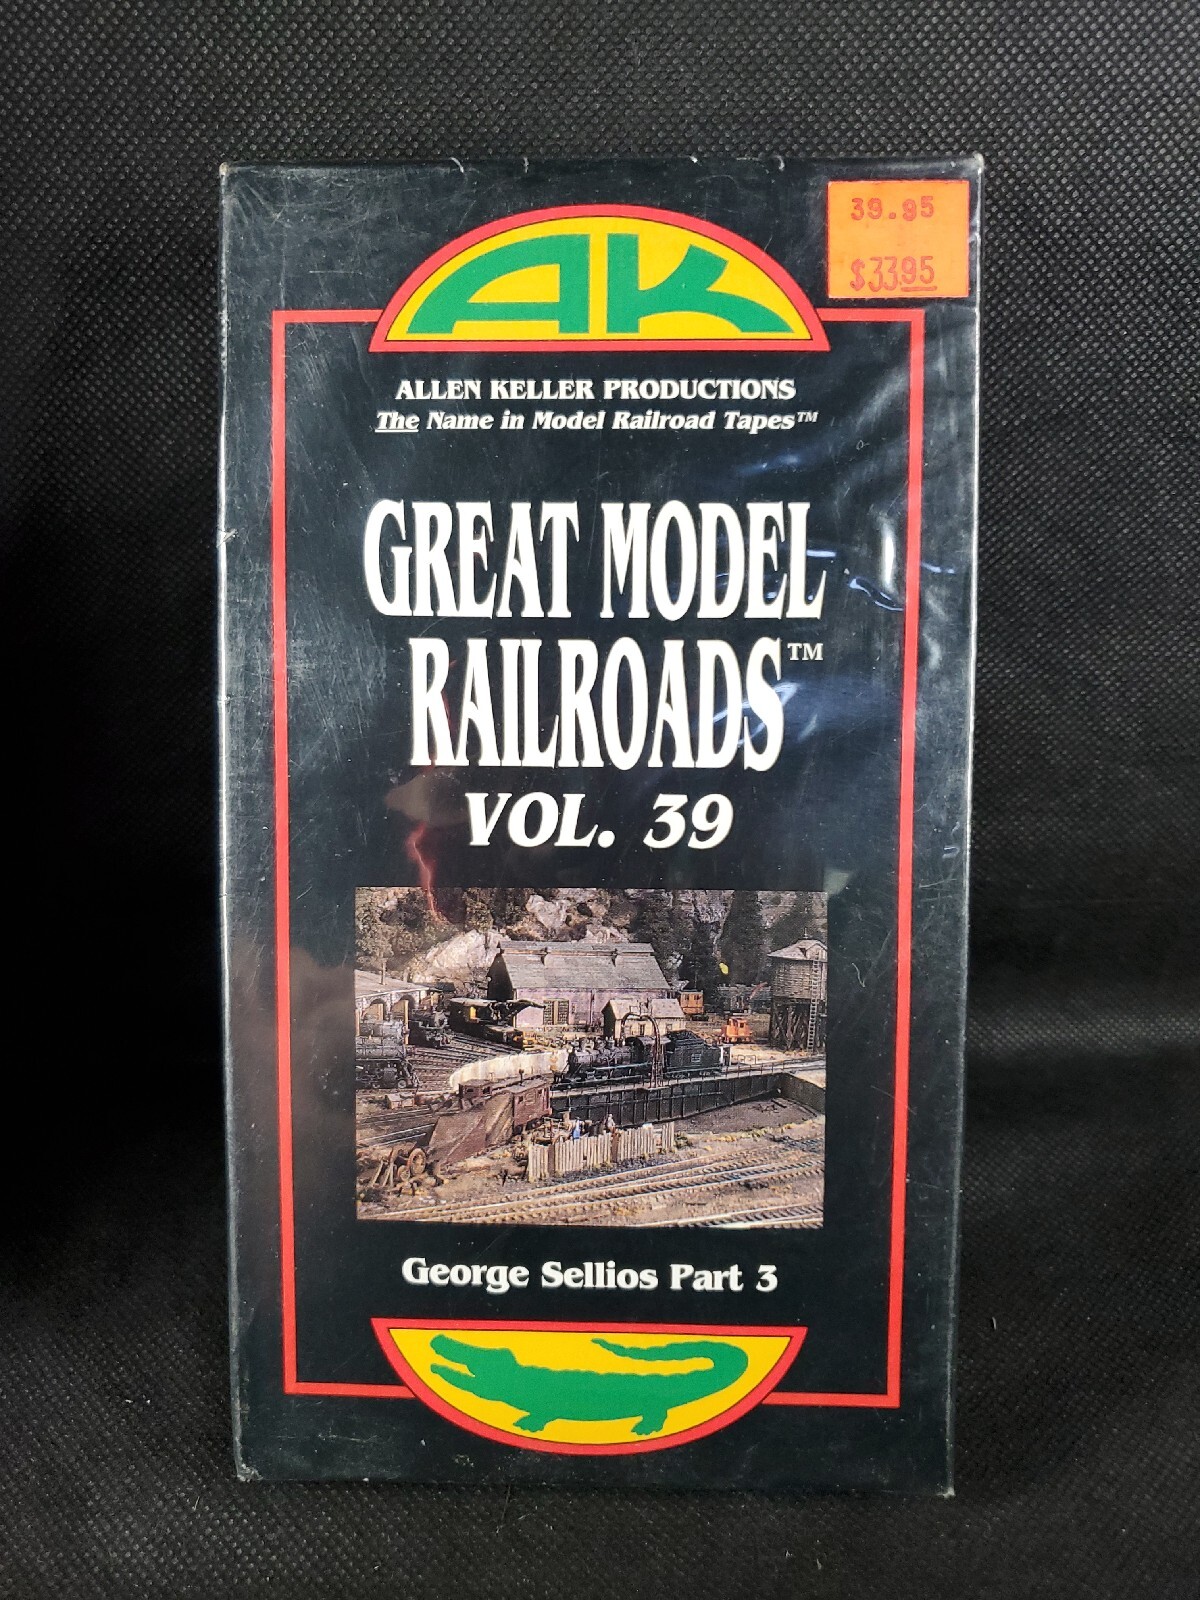 39.95
$33.95
AK
ALLEN KELLER PRODUCTIONS
The Name in Model Railroad Tapes™
GREAT MODEL
RAILROADS™
VOL. 39
George Sellios Part 3